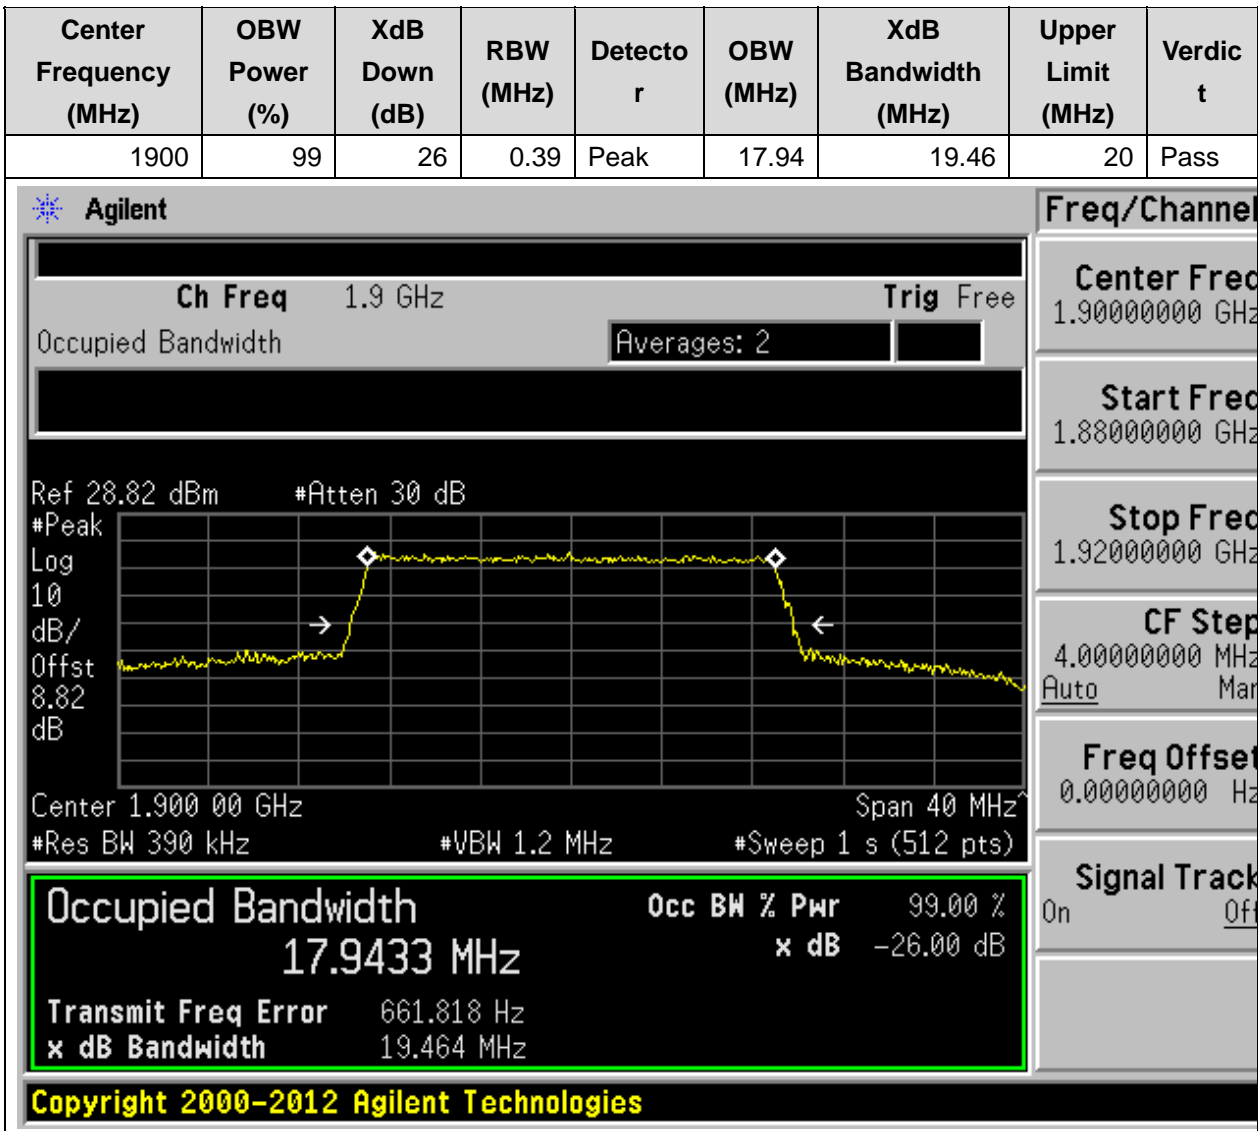 Center Frequency (MHz) OBW Power (%) XdB Down (dB) RBW (MHz) Detecto r OBW (MHz) XdB Bandwidth (MHz) Upper Limit (MHz) Verdic t
1900 99 26 0.39 Peak 17.94 19.46 20 Pass
Agilent
Freq/Channel
Ch Freq 1.9 GHz Trig Free
Occupied Bandwidth Averages: 2
Center Freq
1.90000000 GHz
Start Freq
1.88000000 GHz
Stop Freq
1.92000000 GHz
CF Step
4.00000000 MHz
Auto Man
Freq Offset
0.00000000 Hz
Signal Track
On Off
Ref 28.82 dBm #Atten 30 dB
#Peak
Log
10
dB/
Offst
8.82
dB
Center 1.900 00 GHz Span 40 MHz^
#Res BW 390 kHz #VBW 1.2 MHz #Sweep 1 s (512 pts)
Occupied Bandwidth Occ BW % Pwr 99.00 %
17.9433 MHz x dB -26.00 dB
Transmit Freq Error 661.818 Hz
x dB Bandwidth 19.464 MHz
Copyright 2000-2012 Agilent Technologies